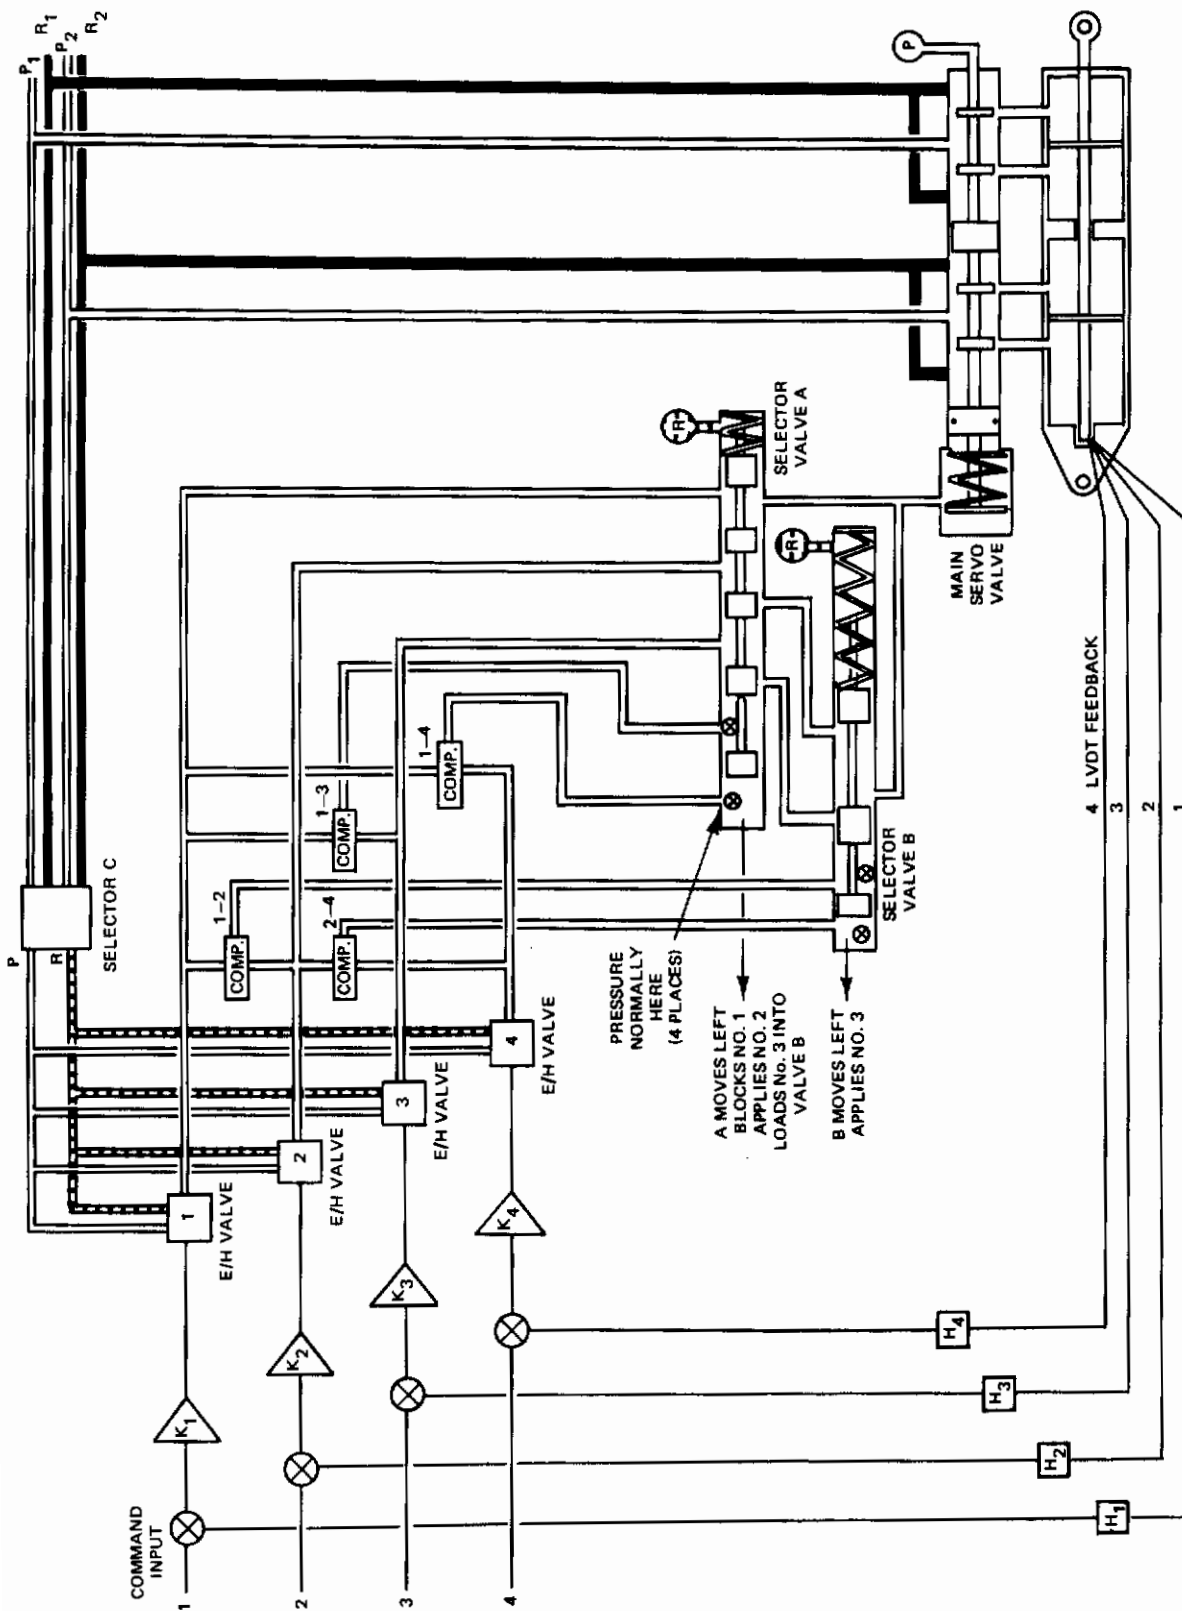 COMMAND
INPUT
1
2
3
4
K1
K2
K3
K4
H1
H2
H3
H4
1
E/H VALVE
2
E/H VALVE
3
E/H VALVE
4
E/H VALVE
P
R
SELECTOR C
P1
R1
P2
R2
1–2
COMP.
2–4
COMP.
1–3
COMP.
1–4
COMP.
PRESSURE
NORMALLY
HERE
(4 PLACES)
A MOVES LEFT
BLOCKS NO. 1
APPLIES NO. 2
LOADS No. 3 INTO
VALVE B
B MOVES LEFT
APPLIES NO. 3
R
SELECTOR
VALVE A
R
SELECTOR
VALVE B
MAIN
SERVO
VALVE
P
4 LVDT FEEDBACK
3
2
1